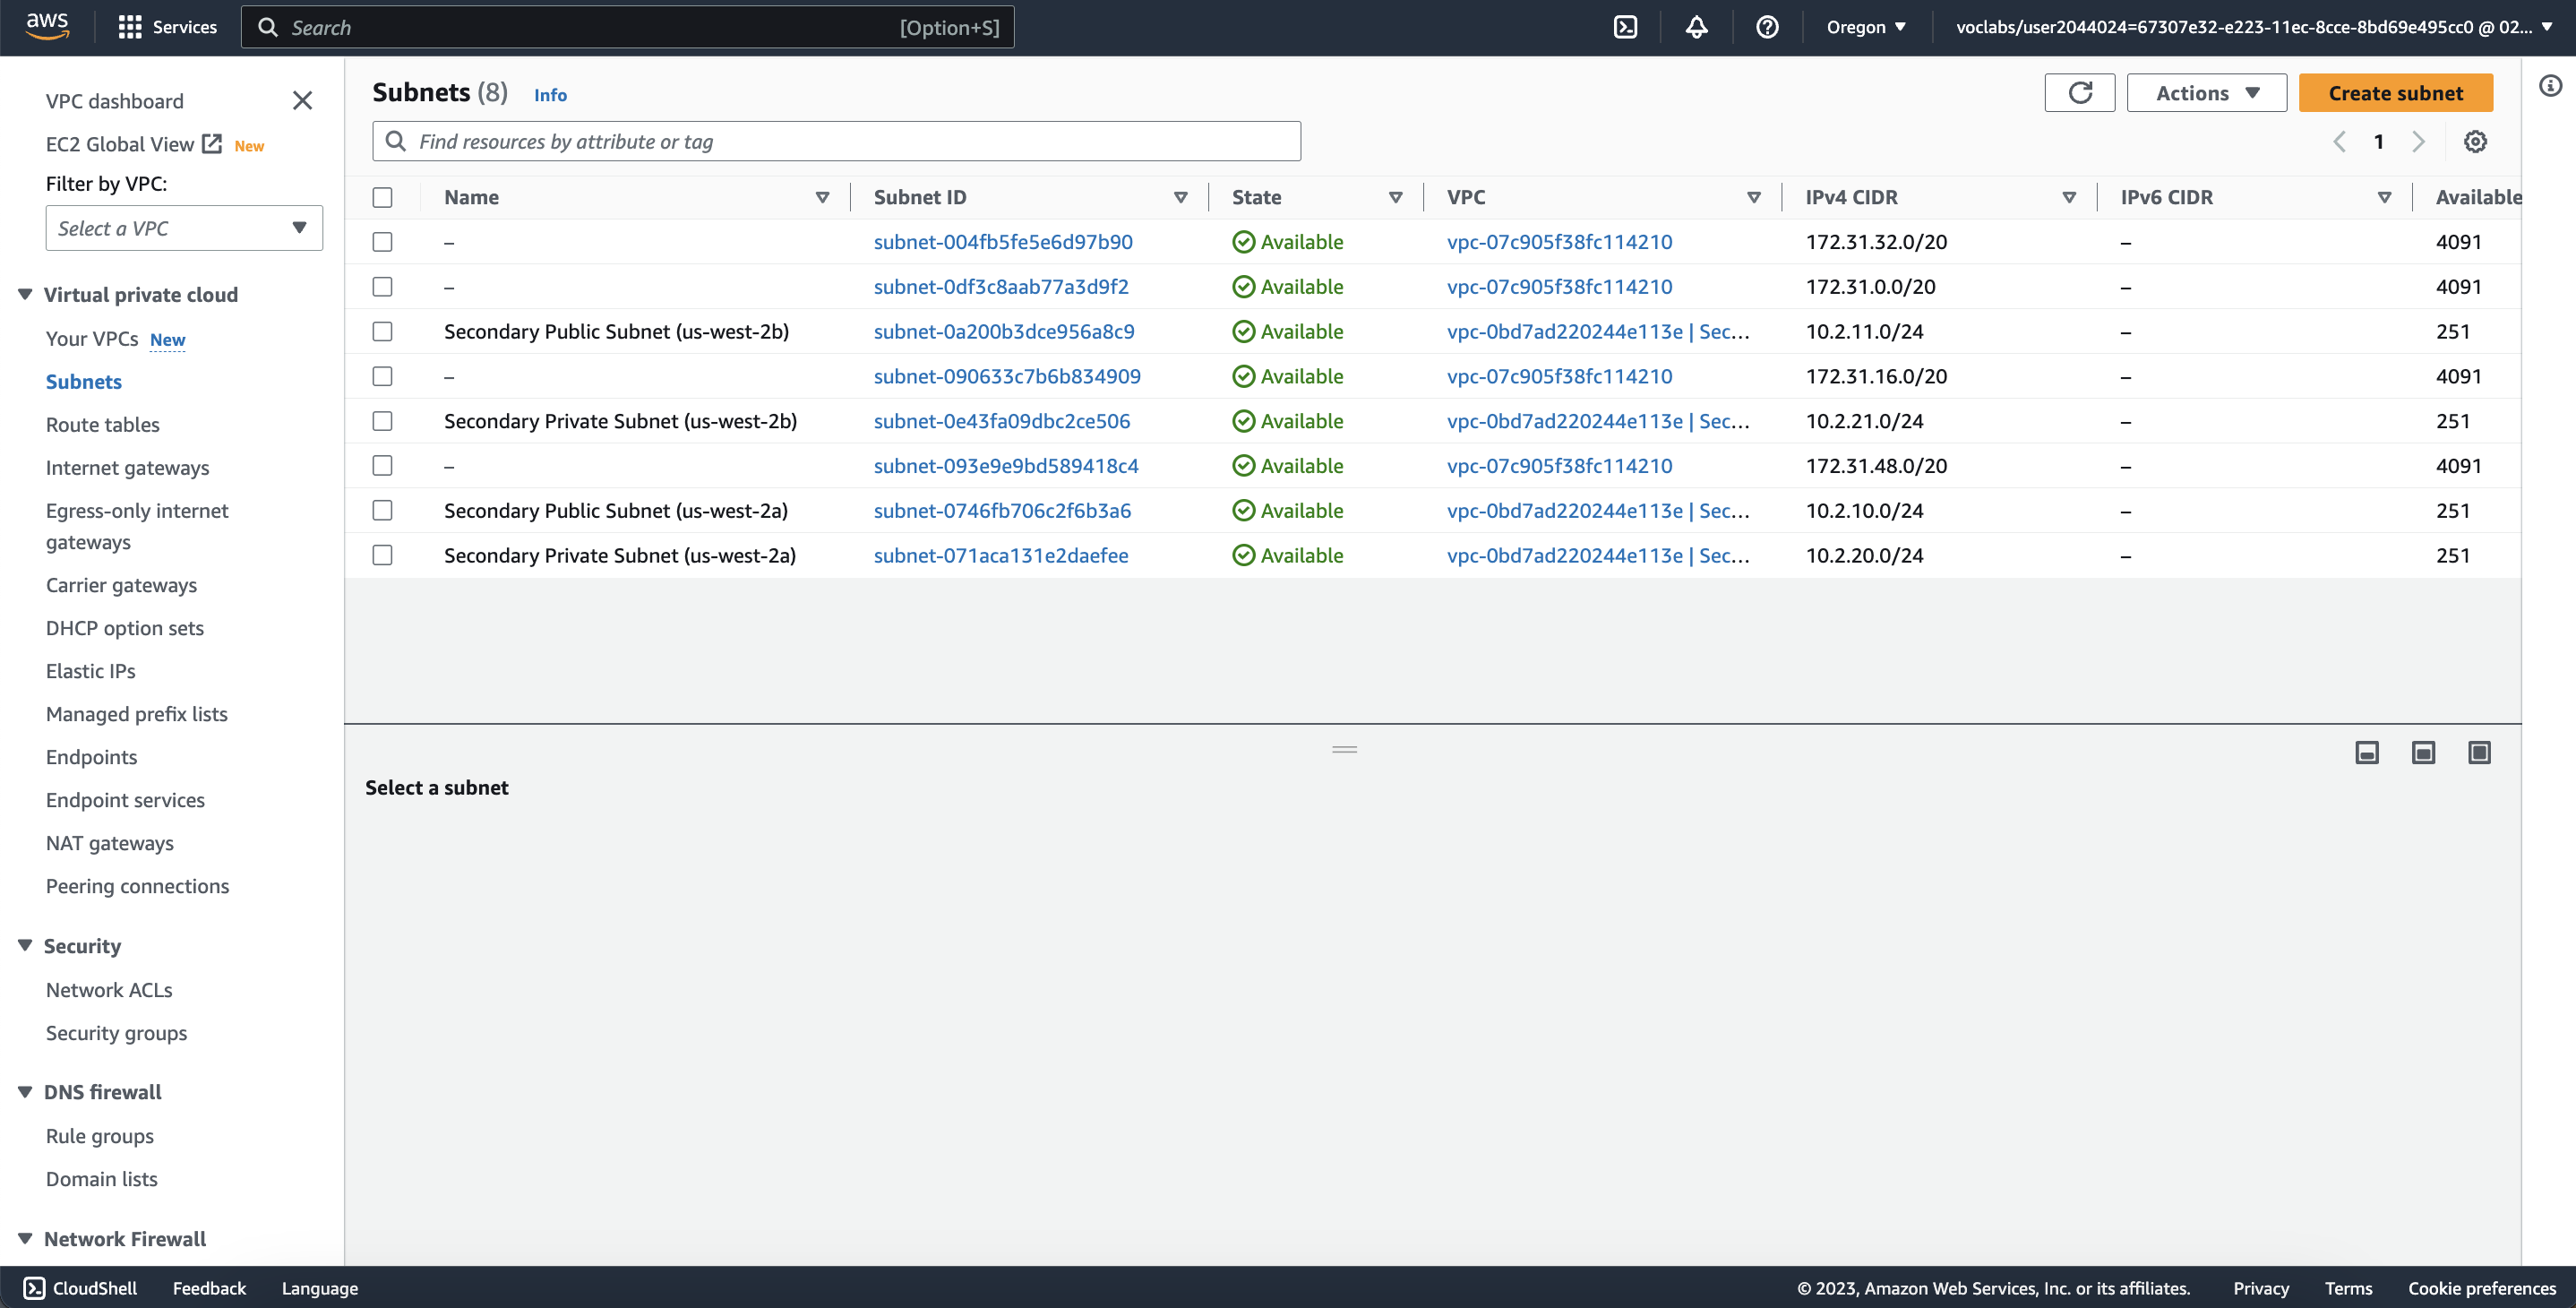 aws
Services
Search [Option+S]
Oregon
voclabs/user2044024=67307e32-e223-11ec-8cce-8bd69e495cc0 @ 02...
VPC dashboard
EC2 Global View New
Filter by VPC:
Select a VPC
Virtual private cloud
Your VPCs New
Subnets
Route tables
Internet gateways
Egress-only internet
gateways
Carrier gateways
DHCP option sets
Elastic IPs
Managed prefix lists
Endpoints
Endpoint services
NAT gateways
Peering connections
Security
Network ACLs
Security groups
DNS firewall
Rule groups
Domain lists
Network Firewall
Subnets (8) Info
Actions
Create subnet
Find resources by attribute or tag
1
Name Subnet ID State VPC IPv4 CIDR IPv6 CIDR Available
– subnet-004fb5fe5e6d97b90 Available vpc-07c905f38fc114210 172.31.32.0/20 – 4091
– subnet-0df3c8aab77a3d9f2 Available vpc-07c905f38fc114210 172.31.0.0/20 – 4091
Secondary Public Subnet (us-west-2b) subnet-0a200b3dce956a8c9 Available vpc-0bd7ad220244e113e | Sec... 10.2.11.0/24 – 251
– subnet-090633c7b6b834909 Available vpc-07c905f38fc114210 172.31.16.0/20 – 4091
Secondary Private Subnet (us-west-2b) subnet-0e43fa09dbc2ce506 Available vpc-0bd7ad220244e113e | Sec... 10.2.21.0/24 – 251
– subnet-093e9e9bd589418c4 Available vpc-07c905f38fc114210 172.31.48.0/20 – 4091
Secondary Public Subnet (us-west-2a) subnet-0746fb706c2f6b3a6 Available vpc-0bd7ad220244e113e | Sec... 10.2.10.0/24 – 251
Secondary Private Subnet (us-west-2a) subnet-071aca131e2daefee Available vpc-0bd7ad220244e113e | Sec... 10.2.20.0/24 – 251
Select a subnet
CloudShell Feedback Language © 2023, Amazon Web Services, Inc. or its affiliates. Privacy Terms Cookie preferences